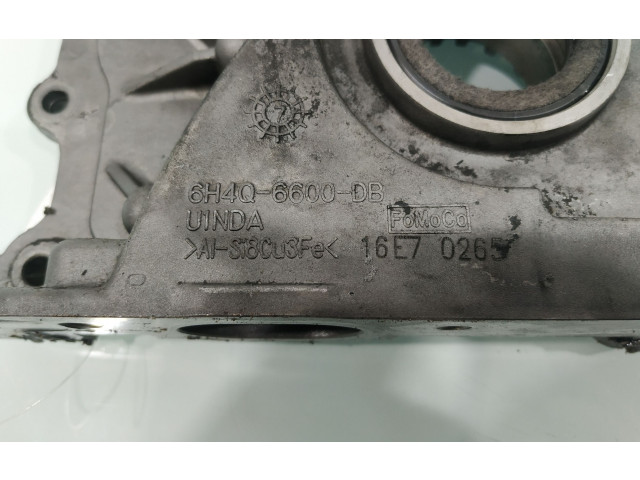 6H4Q-6600-DB
UINDA FoMoCo
>Al-Si8Cu3Fe< 16E7 0265